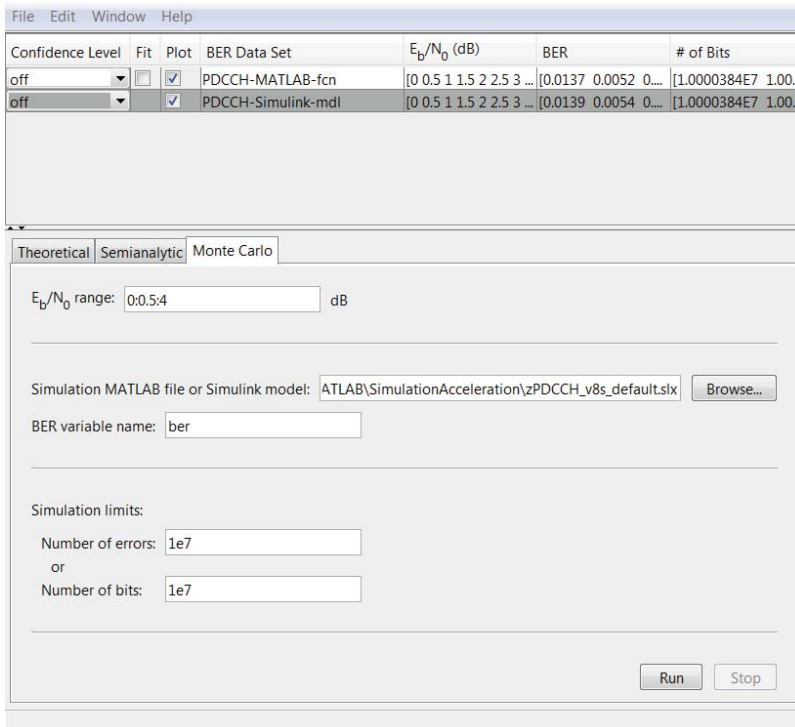 File Edit Window Help
Confidence Level Fit Plot BER Data Set Eb/N0 (dB) BER # of Bits
off PDCCH-MATLAB-fcn [0 0.5 1 1.5 2 2.5 3 ... [0.0137 0.0052 0.... [1.0000384E7 1.00.
off PDCCH-Simulink-mdl [0 0.5 1 1.5 2 2.5 3 ... [0.0139 0.0054 0.... [1.0000384E7 1.00.
Theoretical Semianalytic Monte Carlo
Eb/N0 range: 0:0.5:4 dB
Simulation MATLAB file or Simulink model: ATLAB\SimulationAcceleration\zPDCCH_v8s_default.slx Browse...
BER variable name: ber
Simulation limits:
Number of errors: 1e7
or
Number of bits: 1e7
Run Stop